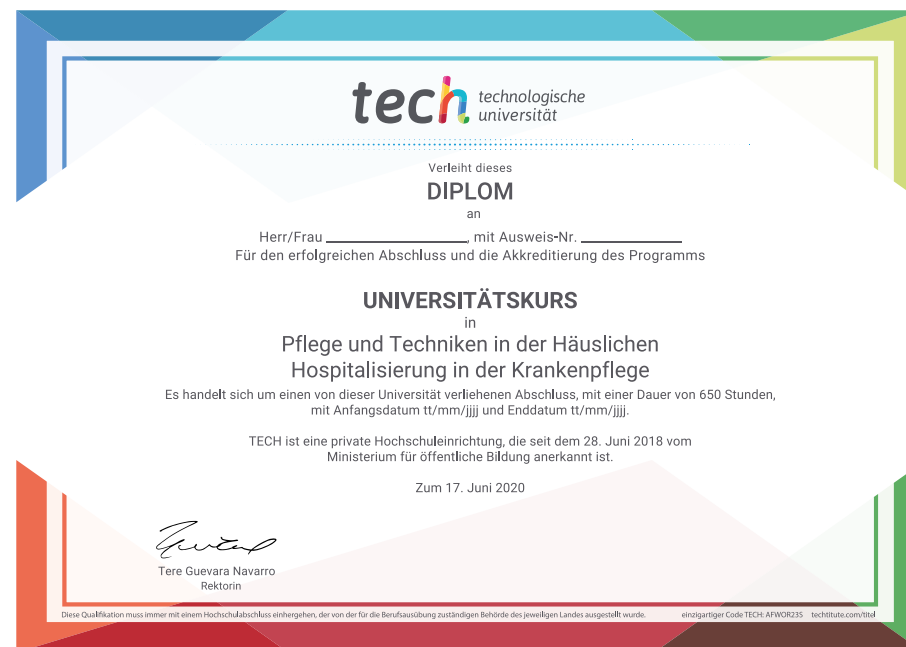 tech technologische
universität
Verleiht dieses
DIPLOM
an
Herr/Frau ____________, mit Ausweis-Nr. ____________
Für den erfolgreichen Abschluss und die Akkreditierung des Programms
UNIVERSITÄTSKURS
in
Pflege und Techniken in der Häuslichen
Hospitalisierung in der Krankenpflege
Es handelt sich um einen von dieser Universität verliehenen Abschluss, mit einer Dauer von 650 Stunden,
mit Anfangsdatum tt/mm/jjjj und Enddatum tt/mm/jjjj.
TECH ist eine private Hochschuleinrichtung, die seit dem 28. Juni 2018 vom
Ministerium für öffentliche Bildung anerkannt ist.
Zum 17. Juni 2020
Tere Guevara Navarro
Rektorin
Diese Qualifikation muss immer mit einem Hochschulabschluss einhergehen, der von der für die Berufsausübung zuständigen Behörde des jeweiligen Landes ausgestellt wurde. einzigartiger Code TECH: AFWOR23S techtitute.com/titel